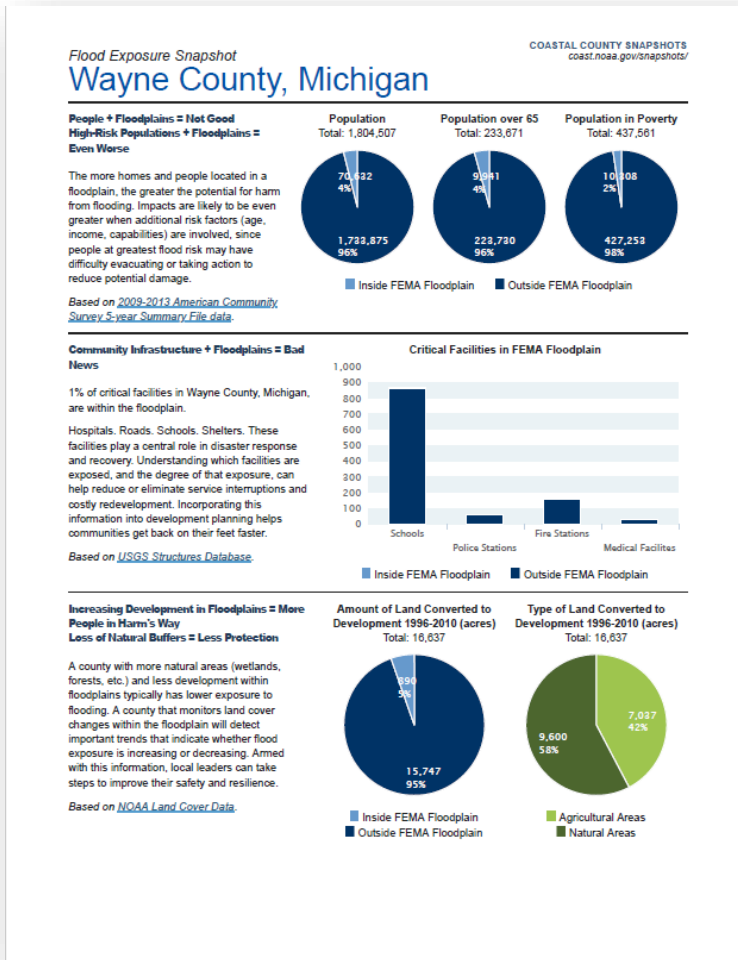 COASTAL COUNTY SNAPSHOTS
coast.noaa.gov/snapshots/
Flood Exposure Snapshot
Wayne County, Michigan
People + Floodplains = Not Good
High-Risk Populations + Floodplains =
Even Worse
The more homes and people located in a
floodplain, the greater the potential for harm
from flooding. Impacts are likely to be even
greater when additional risk factors (age,
income, capabilities) are involved, since
people at greatest flood risk may have
difficulty evacuating or taking action to
reduce potential damage.
Based on 2009-2013 American Community
Survey 5-year Summary File data.
Population
Total: 1,804,507
70,632
4%
1,733,875
96%
Population over 65
Total: 233,671
9,941
4%
223,730
96%
Population in Poverty
Total: 437,561
10,308
2%
427,253
98%
Inside FEMA Floodplain
Outside FEMA Floodplain
Community Infrastructure + Floodplains = Bad
News
1% of critical facilities in Wayne County, Michigan,
are within the floodplain.
Hospitals. Roads. Schools. Shelters. These
facilities play a central role in disaster response
and recovery. Understanding which facilities are
exposed, and the degree of that exposure, can
help reduce or eliminate service interruptions and
costly redevelopment. Incorporating this
information into development planning helps
communities get back on their feet faster.
Based on USGS Structures Database.
Critical Facilities in FEMA Floodplain
1,000
900
800
700
600
500
400
300
200
100
0
Schools
Police Stations
Fire Stations
Medical Facilites
Inside FEMA Floodplain
Outside FEMA Floodplain
Increasing Development in Floodplains = More
People in Harm's Way
Loss of Natural Buffers = Less Protection
A county with more natural areas (wetlands,
forests, etc.) and less development within
floodplains typically has lower exposure to
flooding. A county that monitors land cover
changes within the floodplain will detect
important trends that indicate whether flood
exposure is increasing or decreasing. Armed
with this information, local leaders can take
steps to improve their safety and resilience.
Based on NOAA Land Cover Data.
Amount of Land Converted to
Development 1996-2010 (acres)
Total: 16,637
890
5%
15,747
95%
Inside FEMA Floodplain
Outside FEMA Floodplain
Type of Land Converted to
Development 1996-2010 (acres)
Total: 16,637
7,037
42%
9,600
58%
Agricultural Areas
Natural Areas